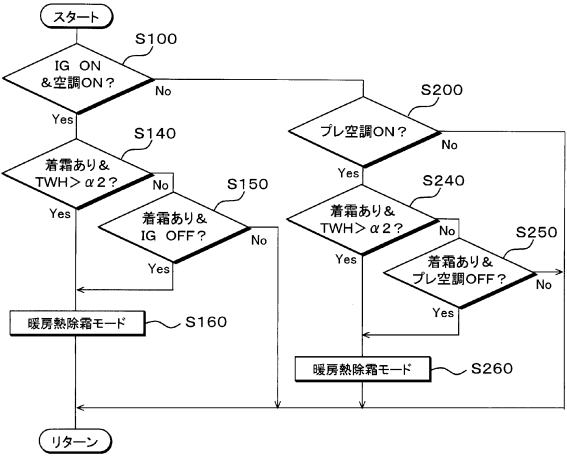 スタート
S100
IG ON
&空調ON?
No
Yes
S200
プレ空調ON?
No
Yes
S140
着霜あり&
TWH>α2?
No
Yes
S150
着霜あり&
IG OFF?
No
Yes
S240
着霜あり&
TWH>α2?
No
Yes
S250
着霜あり&
プレ空調OFF?
No
Yes
暖房熱除霜モード
S160
暖房熱除霜モード
S260
リターン